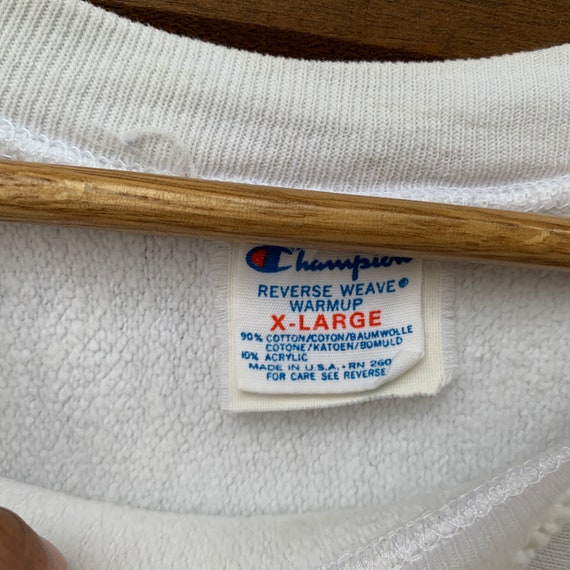 Champion
REVERSE WEAVE®
WARMUP
X-LARGE
90% COTTON/COTON/BAUMWOLLE
COTONE/KATOEN/BOMULD
10% ACRYLIC
MADE IN U.S.A. • RN 26094
FOR CARE SEE REVERSE